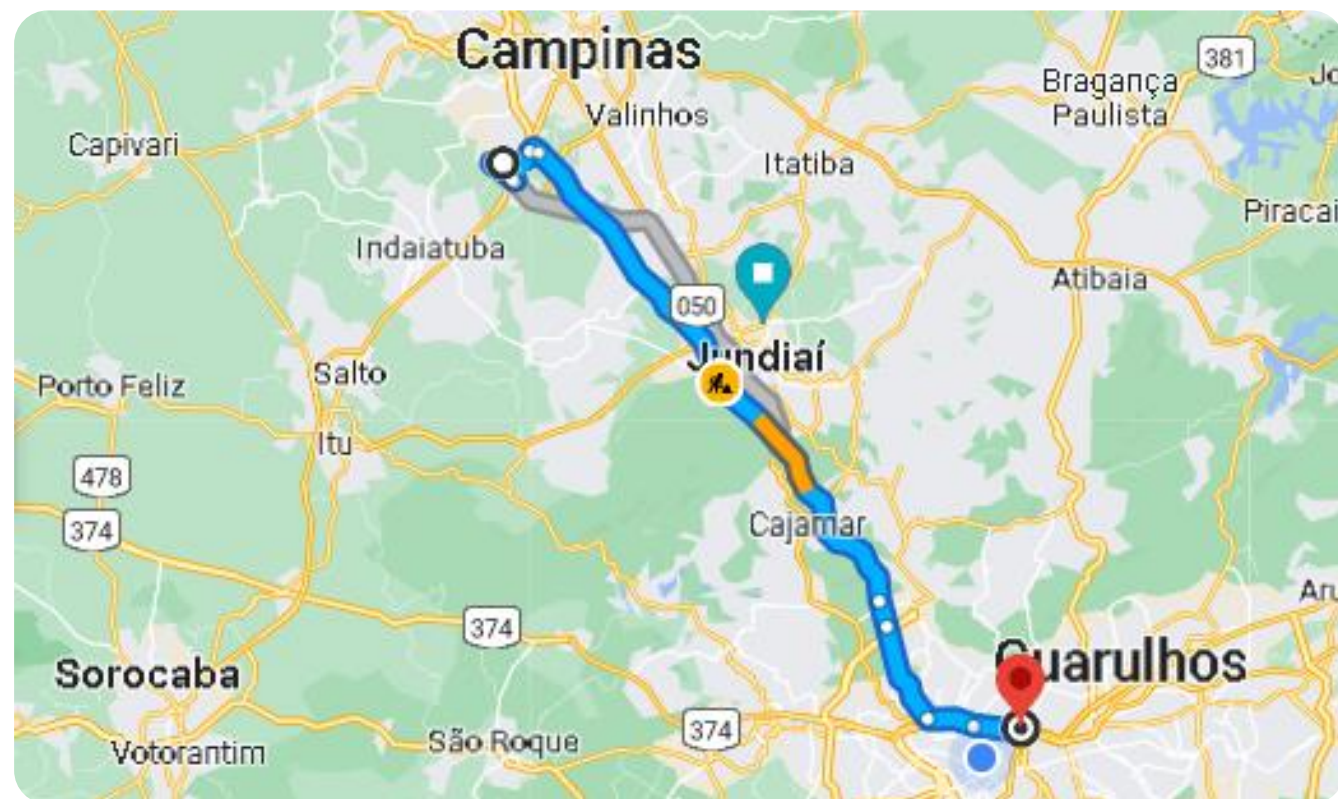 Campinas
381
Bragança
Paulista
Valinhos
Capivari
Itatiba
Piracai
Indaiatuba
Atibaia
050
Jundiaí
Salto
Porto Feliz
Itu
478
374
Cajamar
Aru
374
Guarulhos
Sorocaba
374
São Roque
Votorantim